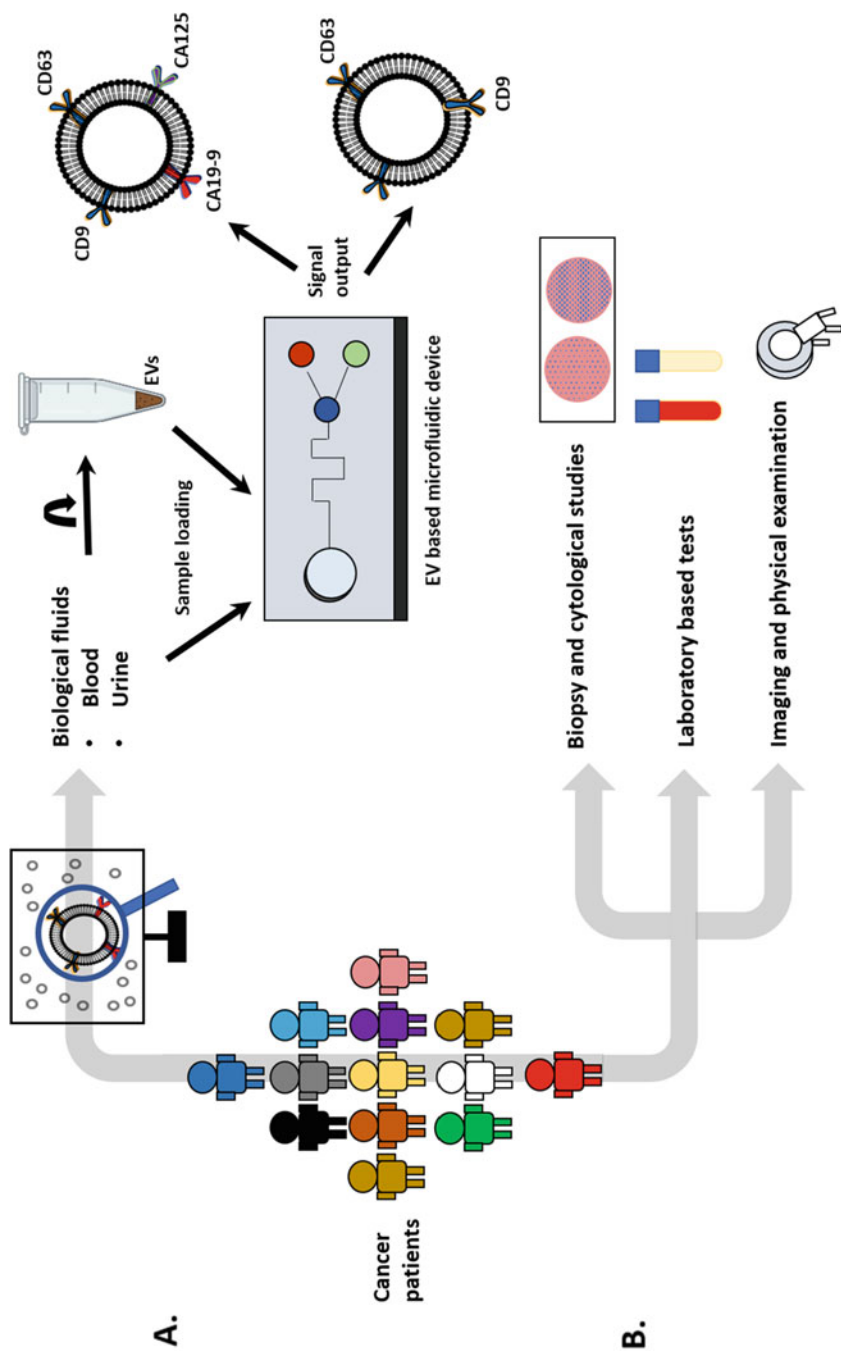 A.
Cancer
patients
Biological fluids
• Blood
• Urine
EVs
Sample loading
EV based microfluidic device
Signal
output
CD9
CD63
CA19-9
CA125
CD63
CD9
B.
Biopsy and cytological studies
Laboratory based tests
Imaging and physical examination